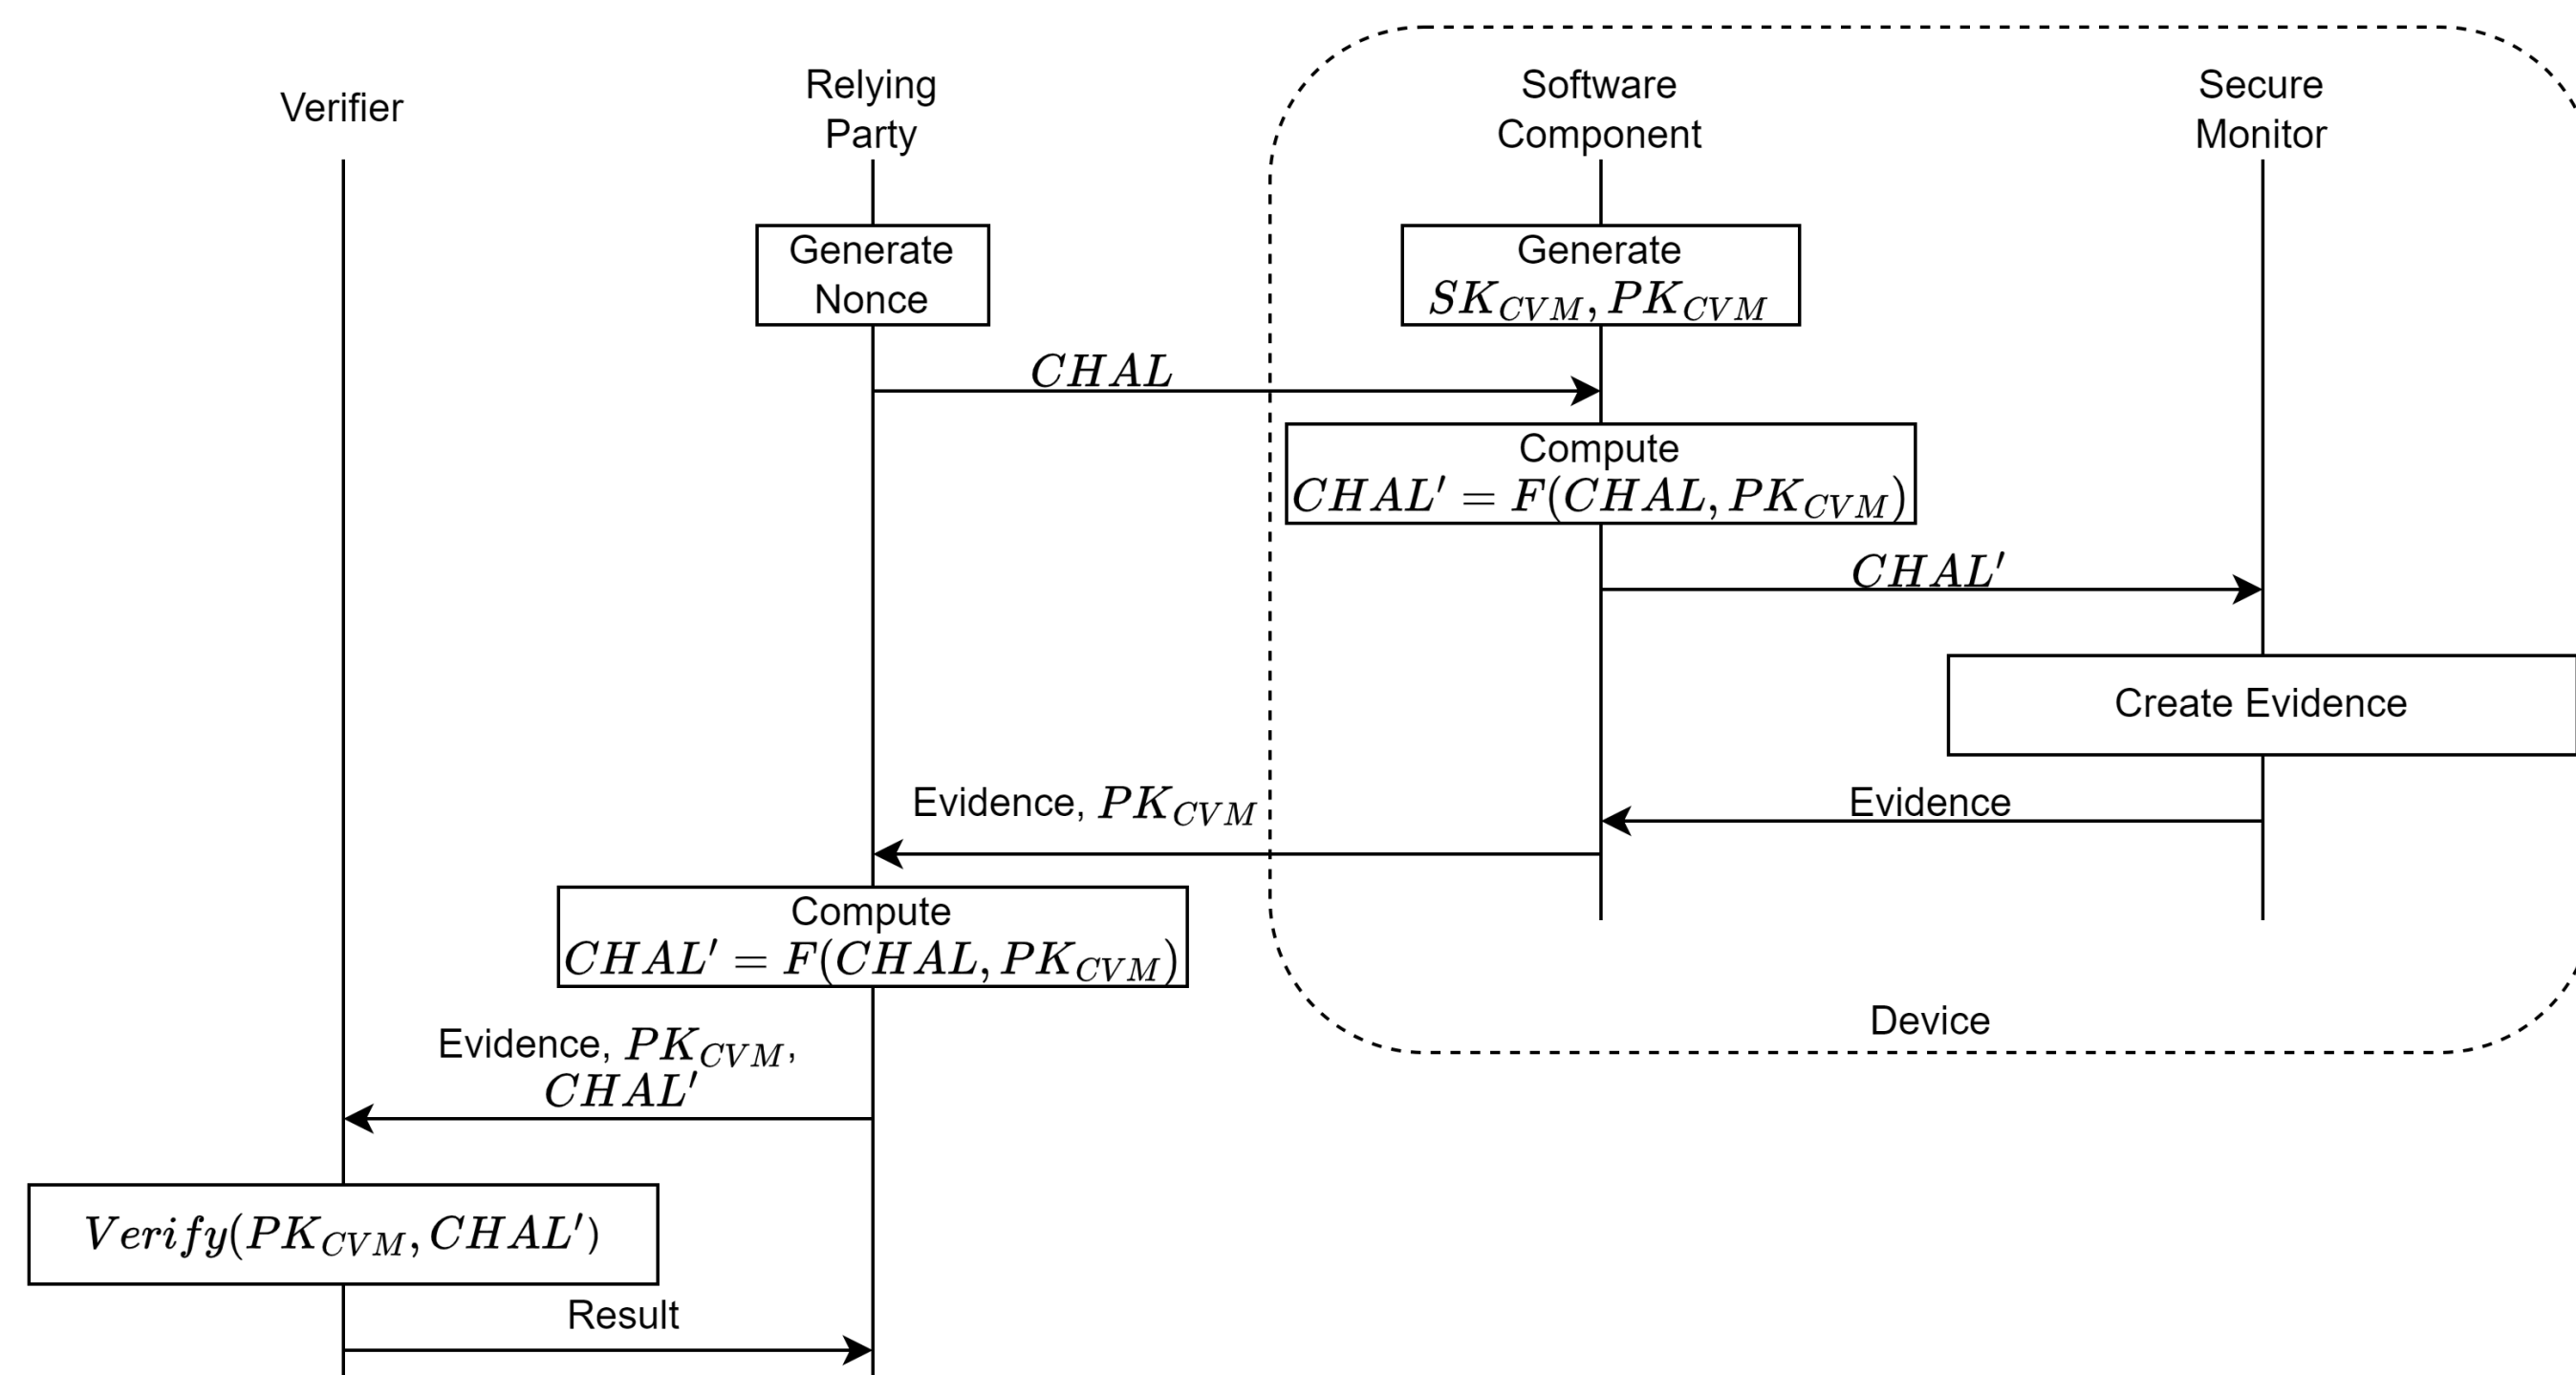 Verifier
Relying
Party
Software
Component
Secure
Monitor
Generate
Nonce
Generate
SK_{CVM}, PK_{CVM}
CHAL
Compute
CHAL' = F(CHAL, PK_{CVM})
CHAL'
Create Evidence
Evidence
Evidence, PK_{CVM}
Compute
CHAL' = F(CHAL, PK_{CVM})
Device
Evidence, PK_{CVM},
CHAL'
Verify(PK_{CVM}, CHAL')
Result